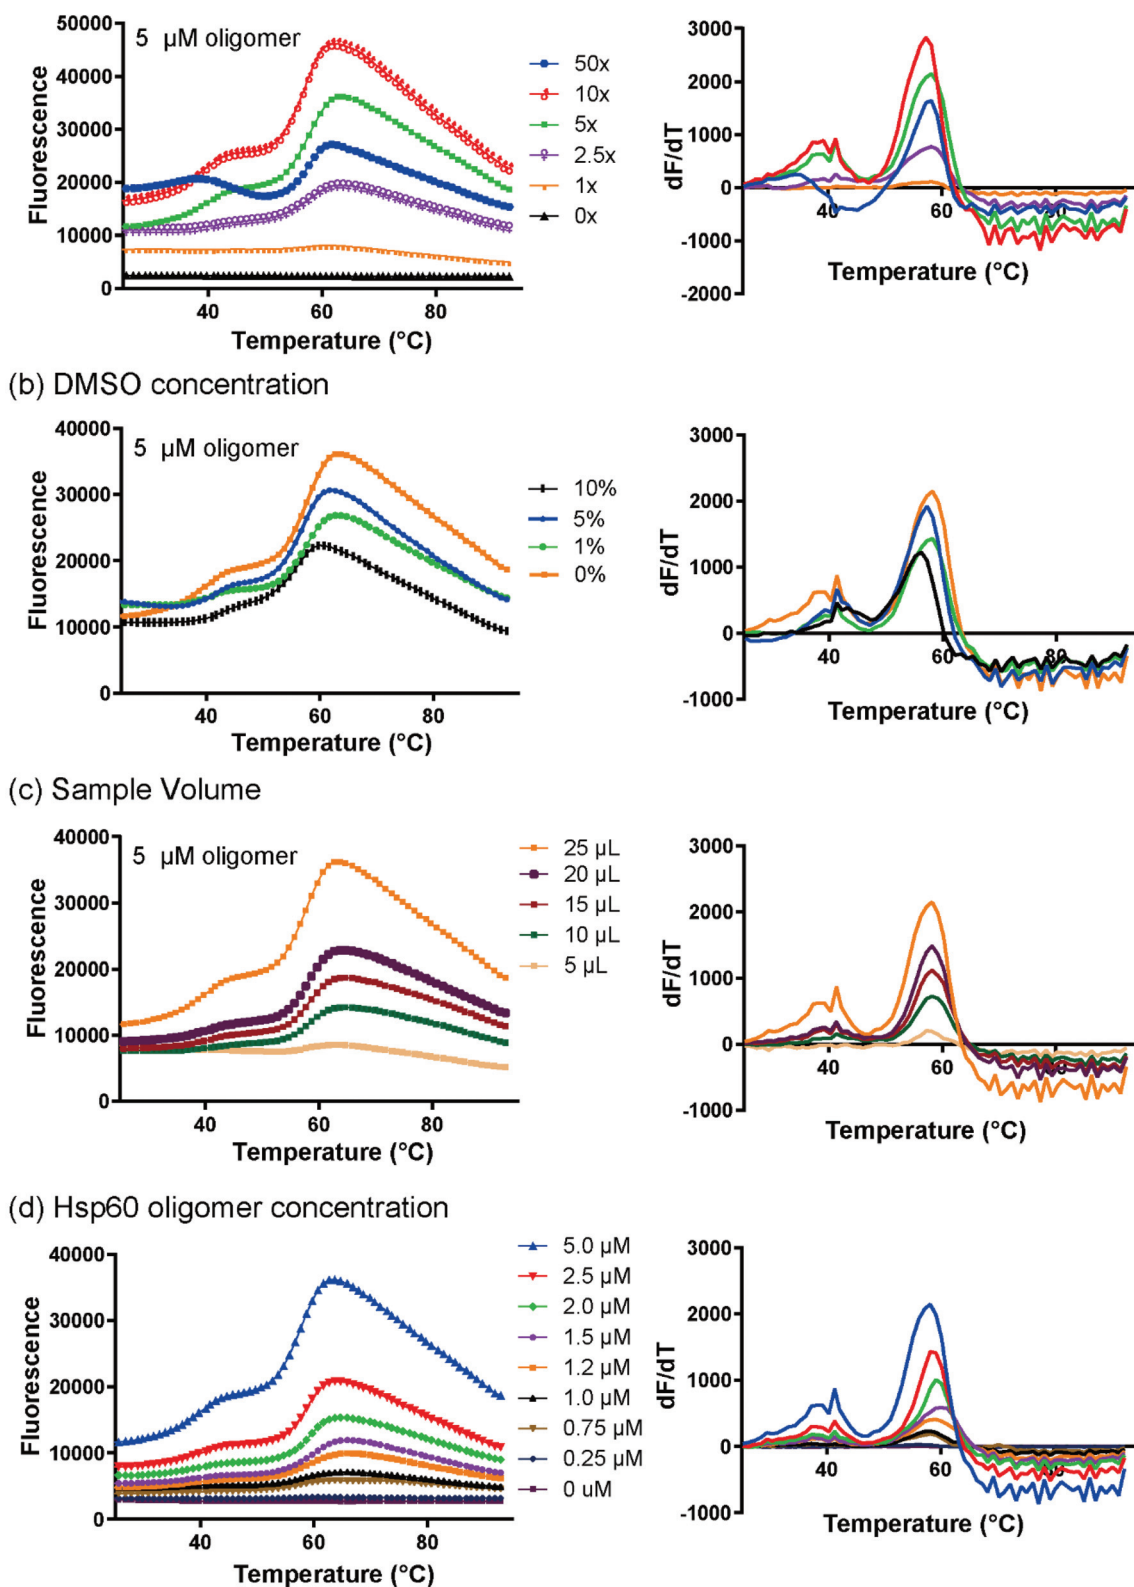 50000
40000
30000
20000
10000
0
Fluorescence
5 µM oligomer
40
60
80
Temperature (°C)
50x
10x
5x
2.5x
1x
0x
3000
2000
1000
0
-1000
-2000
dF/dT
40
60
80
Temperature (°C)
(b) DMSO concentration
40000
30000
20000
10000
0
Fluorescence
5 µM oligomer
40
60
80
Temperature (°C)
10%
5%
1%
0%
3000
2000
1000
0
-1000
dF/dT
40
60
80
Temperature (°C)
(c) Sample Volume
40000
30000
20000
10000
0
Fluorescence
5 µM oligomer
40
60
80
Temperature (°C)
25 µL
20 µL
15 µL
10 µL
5 µL
3000
2000
1000
0
-1000
dF/dT
40
60
80
Temperature (°C)
(d) Hsp60 oligomer concentration
40000
30000
20000
10000
0
Fluorescence
40
60
80
Temperature (°C)
5.0 µM
2.5 µM
2.0 µM
1.5 µM
1.2 µM
1.0 µM
0.75 µM
0.25 µM
0 uM
3000
2000
1000
0
-1000
dF/dT
40
60
80
Temperature (°C)